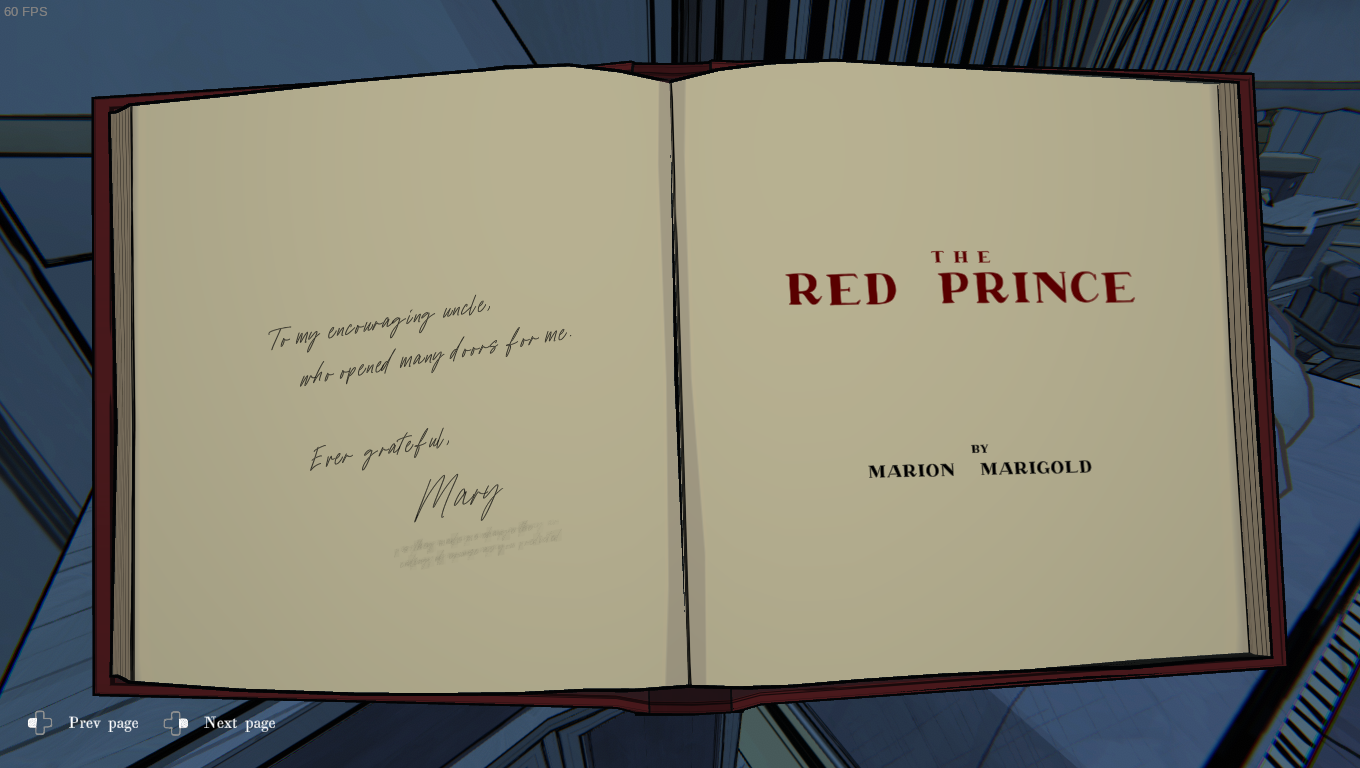 60 FPS
To my encouraging uncle,
who opened many doors for me.
Ever grateful,
Mary
THE
RED PRINCE
BY
MARION MARIGOLD
Prev page
Next page